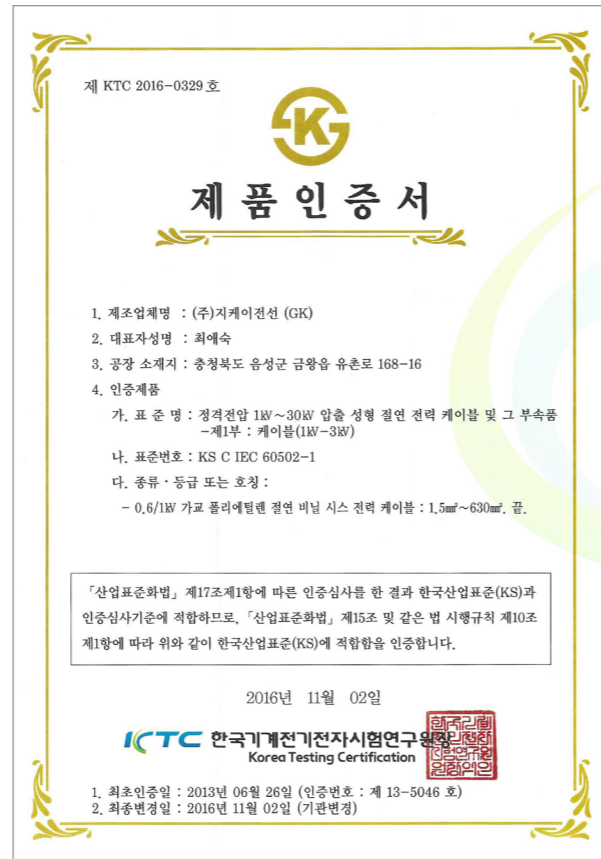 제 KTC 2016-0329 호
K
제품인증서
1. 제조업체명 : (주)지케이전선 (GK)
2. 대표자성명 : 최애숙
3. 공장 소재지 : 충청북도 음성군 금왕읍 유촌로 168-16
4. 인증제품
가. 표 준 명 : 정격전압 1㎸~30㎸ 압출 성형 절연 전력 케이블 및 그 부속품
-제1부 : 케이블(1㎸-3㎸)
나. 표준번호 : KS C IEC 60502-1
다. 종류·등급 또는 호칭 :
- 0.6/1㎸ 가교 폴리에틸렌 절연 비닐 시스 전력 케이블 : 1.5㎟~630㎟. 끝.
「산업표준화법」 제17조제1항에 따른 인증심사를 한 결과 한국산업표준(KS)과
인증심사기준에 적합하므로, 「산업표준화법」 제15조 및 같은 법 시행규칙 제10조
제1항에 따라 위와 같이 한국산업표준(KS)에 적합함을 인증합니다.
2016년 11월 02일
KTC 한국기계전기전자시험연구원장
Korea Testing Certification
1. 최초인증일 : 2013년 06월 26일 (인증번호 : 제 13-5046 호)
2. 최종변경일 : 2016년 11월 02일 (기관변경)